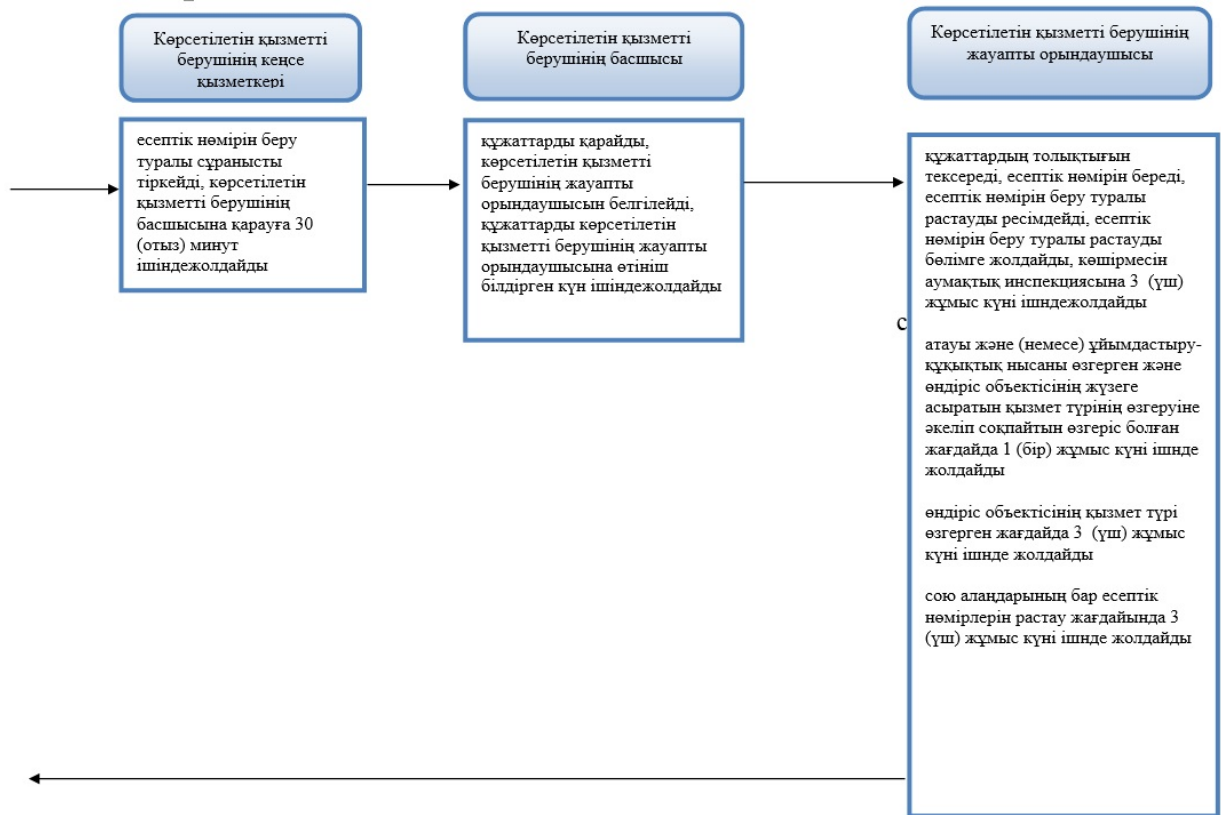 Көрсетілетін қызметті
берушінің кеңсе
қызметкері
Көрсетілетін қызметті
берушінің басшысы
Көрсетілетін қызметті берушінің
жауапты орындаушысы
есептік нөмірін беру
туралы сұранысты
тіркейді, көрсетілетін
қызметті берушінің
басшысына қарауға 30
(отыз) минут
ішіндежолдайды
құжаттарды қарайды,
көрсетілетін қызметті
берушінің жауапты
орындаушысын белгілейді,
құжаттарды көрсетілетін
қызметті берушінің жауапты
орындаушысына өтініш
білдірген күн ішіндежолдайды
құжаттардың толықтығын
тексереді, есептік нөмірін береді,
есептік нөмірін беру туралы
растауды ресімдейді, есептік
нөмірін беру туралы растауды
бөлімге жолдайды, көшірмесін
аумақтық инспекциясына 3 (үш)
жұмыс күні ішндежолдайды
с
атауы және (немесе) ұйымдастыру-
құқықтық нысаны өзгерген және
өндіріс объектісінің жүзеге
асыратын қызмет түрінің өзгеруіне
әкеліп соқпайтын өзгеріс болған
жағдайда 1 (бір) жұмыс күні ішнде
жолдайды
өндіріс объектісінің қызмет түрі
өзгерген жағдайда 3 (үш) жұмыс
күні ішнде жолдайды
сою алаңдарының бар есептік
нөмірлерін растау жағдайында 3
(үш) жұмыс күні ішнде жолдайды